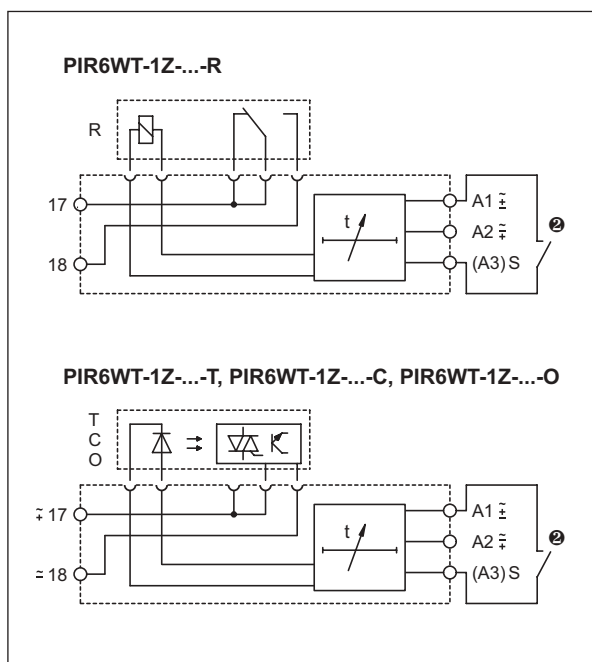 PIR6WT-1Z-...-R
R
17
t
A1 ~ ±
A2 ~ ∓
18
(A3) S
❷
PIR6WT-1Z-...-T, PIR6WT-1Z-...-C, PIR6WT-1Z-...-O
T
C
O
~ + 17
t
A1 ~ ±
A2 ~ ∓
~ - 18
(A3) S
❷